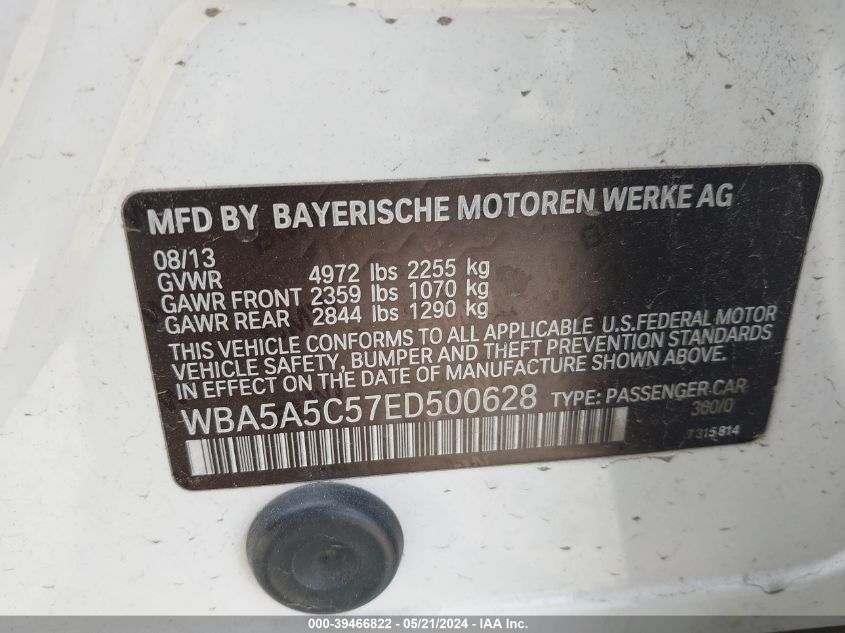 MFD BY BAYERISCHE MOTOREN WERKE AG
08/13
GVWR 4972 lbs 2255 kg
GAWR FRONT 2359 lbs 1070 kg
GAWR REAR 2844 lbs 1290 kg
THIS VEHICLE CONFORMS TO ALL APPLICABLE U.S.FEDERAL MOTOR
VEHICLE SAFETY, BUMPER AND THEFT PREVENTION STANDARDS
IN EFFECT ON THE DATE OF MANUFACTURE SHOWN ABOVE.
WBA5A5C57ED500628 TYPE: PASSENGER CAR
300/0
7315814
000-39466822 - 05/21/2024 - IAA Inc.